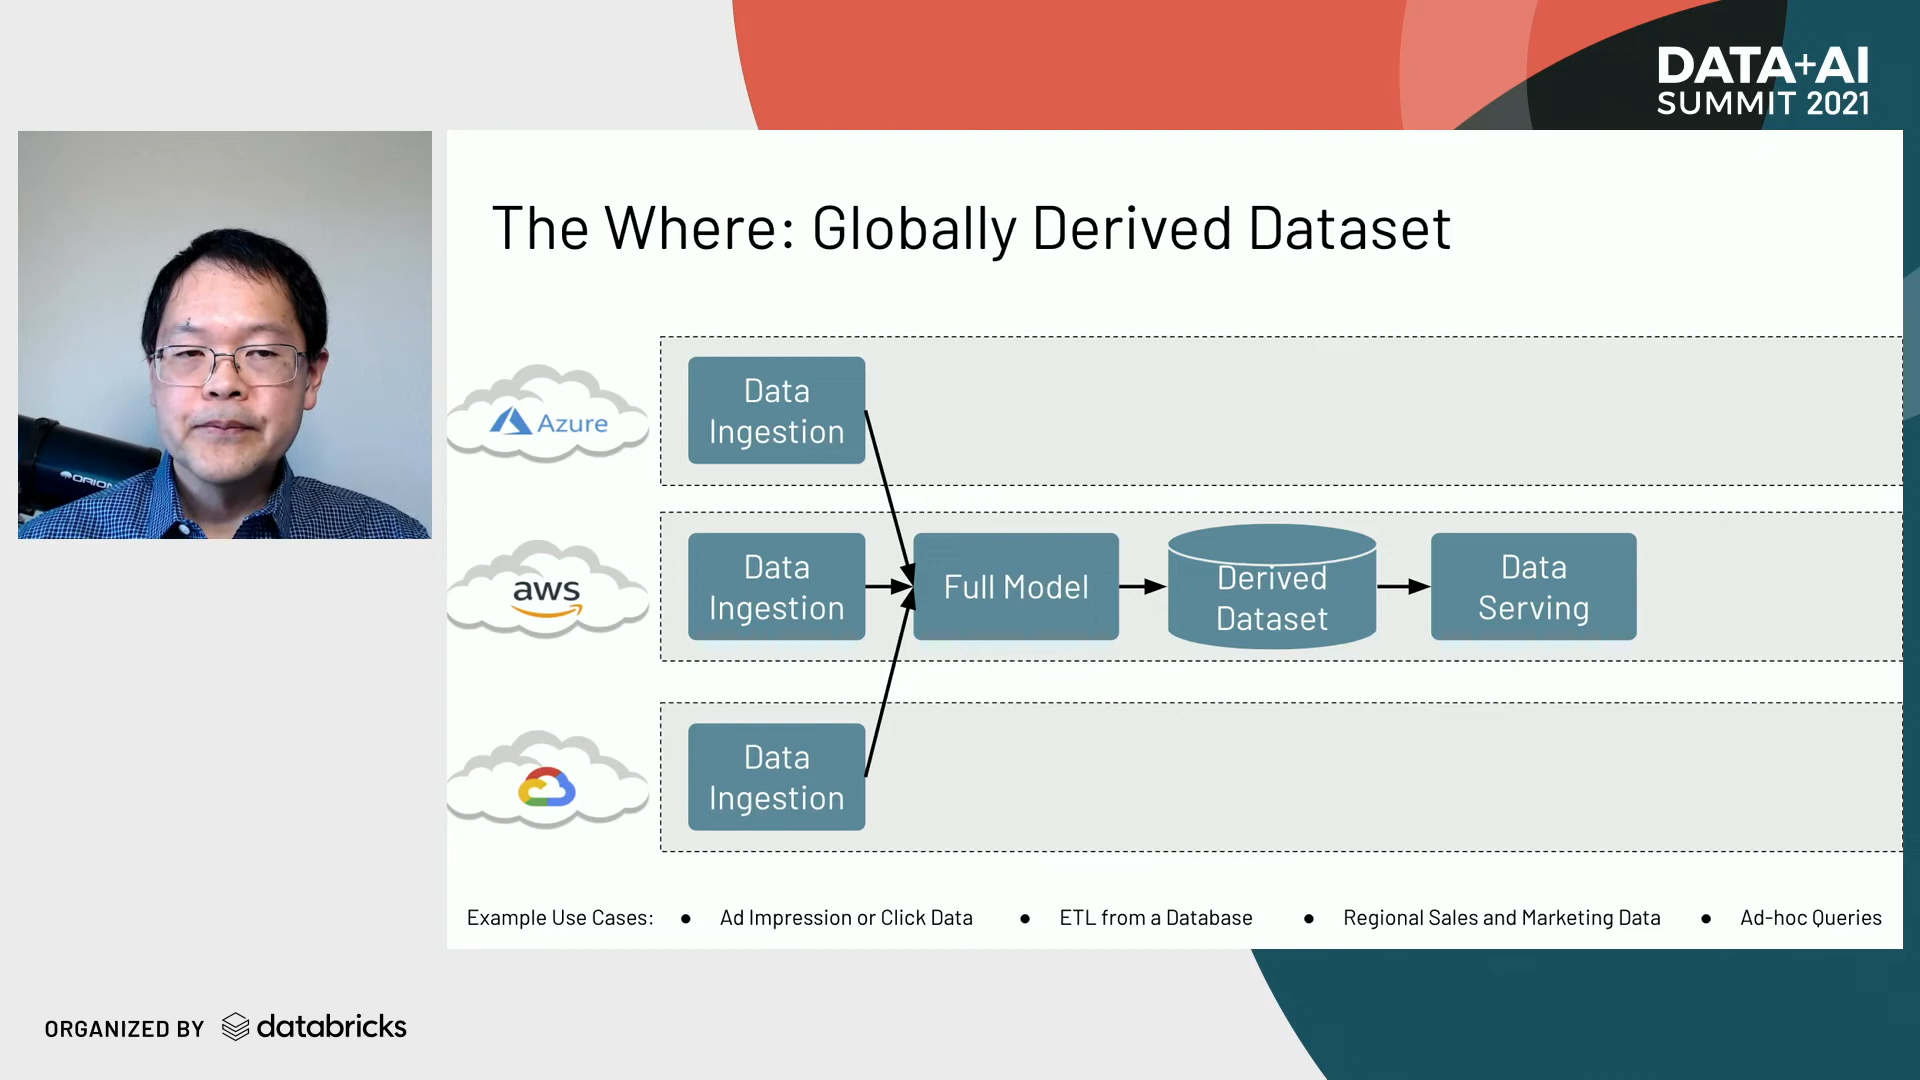 DATA+AI
SUMMIT 2021
The Where: Globally Derived Dataset
Azure
Data
Ingestion
aws
Data
Ingestion
Full Model
Derived
Dataset
Data
Serving
Data
Ingestion
Example Use Cases: ● Ad Impression or Click Data ● ETL from a Database ● Regional Sales and Marketing Data ● Ad-hoc Queries
ORION
ORGANIZED BY databricks